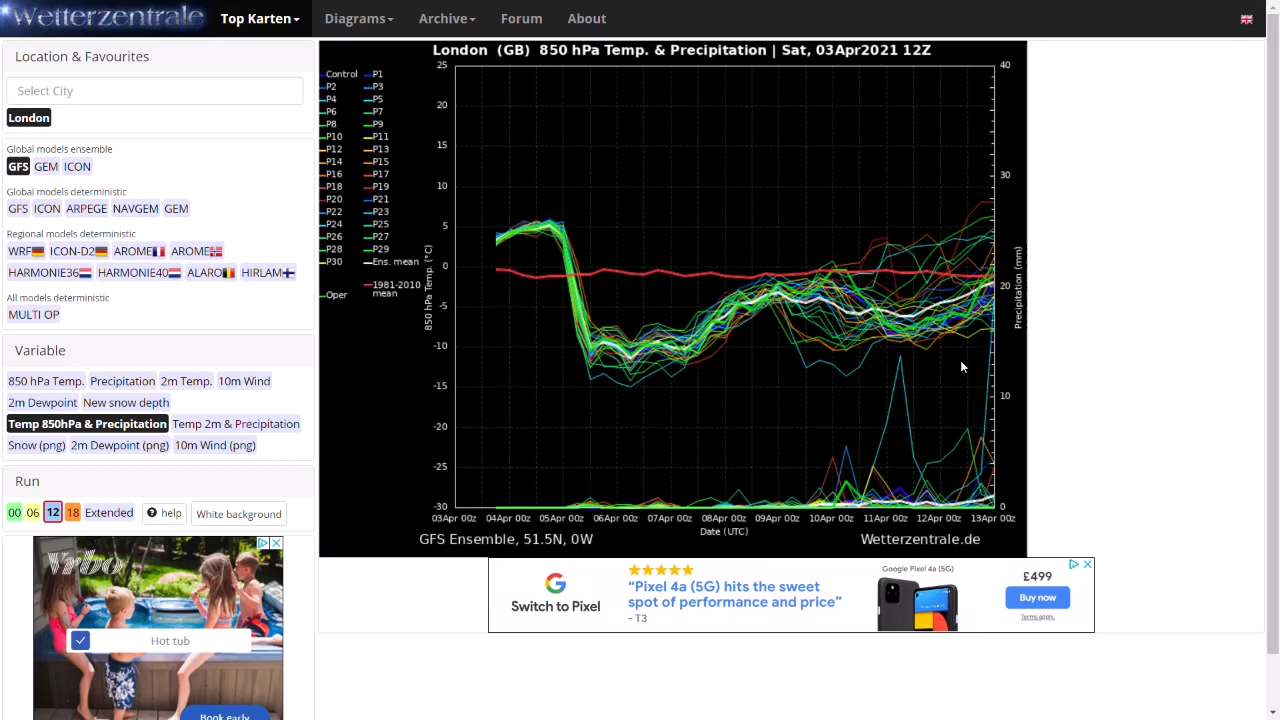 Wetterzentrale
Top Karten
Diagrams
Archive
Forum
About
Location & Favourites
Select City
London
Global models ensemble
GFS GEM ICON
Global models deterministic
GFS ICON ARPEGE NAVGEM GEM
Regional models deterministic
WRF ICON-D2 AROME AROME
HARMONIE36 HARMONIE40 ALARO HIRLAM
All models deterministic
MULTI OP
Variable
850 hPa Temp. Precipitation 2m Temp. 10m Wind
2m Dewpoint New snow depth
Temp 850hPa & Precipitation Temp 2m & Precipitation
Snow (png) 2m Dewpoint (png) 10m Wind (png)
Run
00 06 12 18 Extended help White background
Vrbo
Hot tub
Book early
London (GB) 850 hPa Temp. & Precipitation | Sat, 03Apr2021 12Z
Control P1
P2 P3
P4 P5
P6 P7
P8 P9
P10 P11
P12 P13
P14 P15
P16 P17
P18 P19
P20 P21
P22 P23
P24 P25
P26 P27
P28 P29
P30 Ens. mean
Oper 1981-2010
mean
850 hPa Temp. (°C)
25
20
15
10
5
0
-5
-10
-15
-20
-25
-30
40
30
20
10
0
Precipitation (mm)
03Apr 00z 04Apr 00z 05Apr 00z 06Apr 00z 07Apr 00z 08Apr 00z 09Apr 00z 10Apr 00z 11Apr 00z 12Apr 00z 13Apr 00z
Date (UTC)
GFS Ensemble, 51.5N, 0W
Wetterzentrale.de
G
Switch to Pixel
“Pixel 4a (5G) hits the sweet
spot of performance and price”
- T3
Google Pixel 4a (5G)
£499
Buy now
Terms apply.